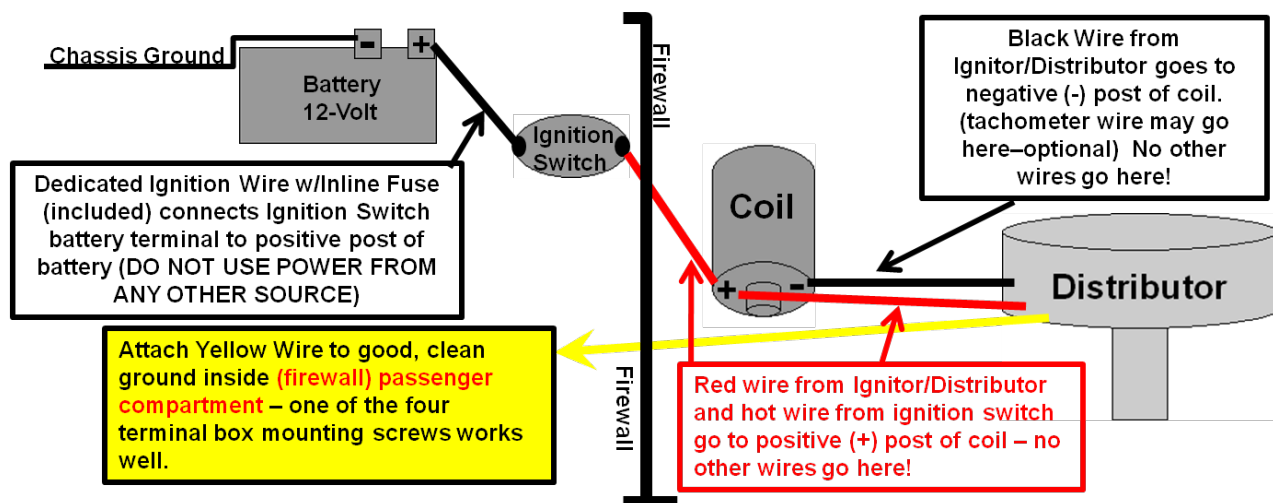 Chassis Ground
-
+
Battery
12-Volt
Ignition
Switch
Firewall
Firewall
Dedicated Ignition Wire w/Inline Fuse
(included) connects Ignition Switch
battery terminal to positive post of
battery (DO NOT USE POWER FROM
ANY OTHER SOURCE)
Black Wire from
Ignitor/Distributor goes to
negative (-) post of coil.
(tachometer wire may go
here–optional)  No other
wires go here!
Coil
+
-
Distributor
Attach Yellow Wire to good, clean
ground inside (firewall) passenger
compartment – one of the four
terminal box mounting screws works
well.
Red wire from Ignitor/Distributor
and hot wire from ignition switch
go to positive (+) post of coil – no
other wires go here!